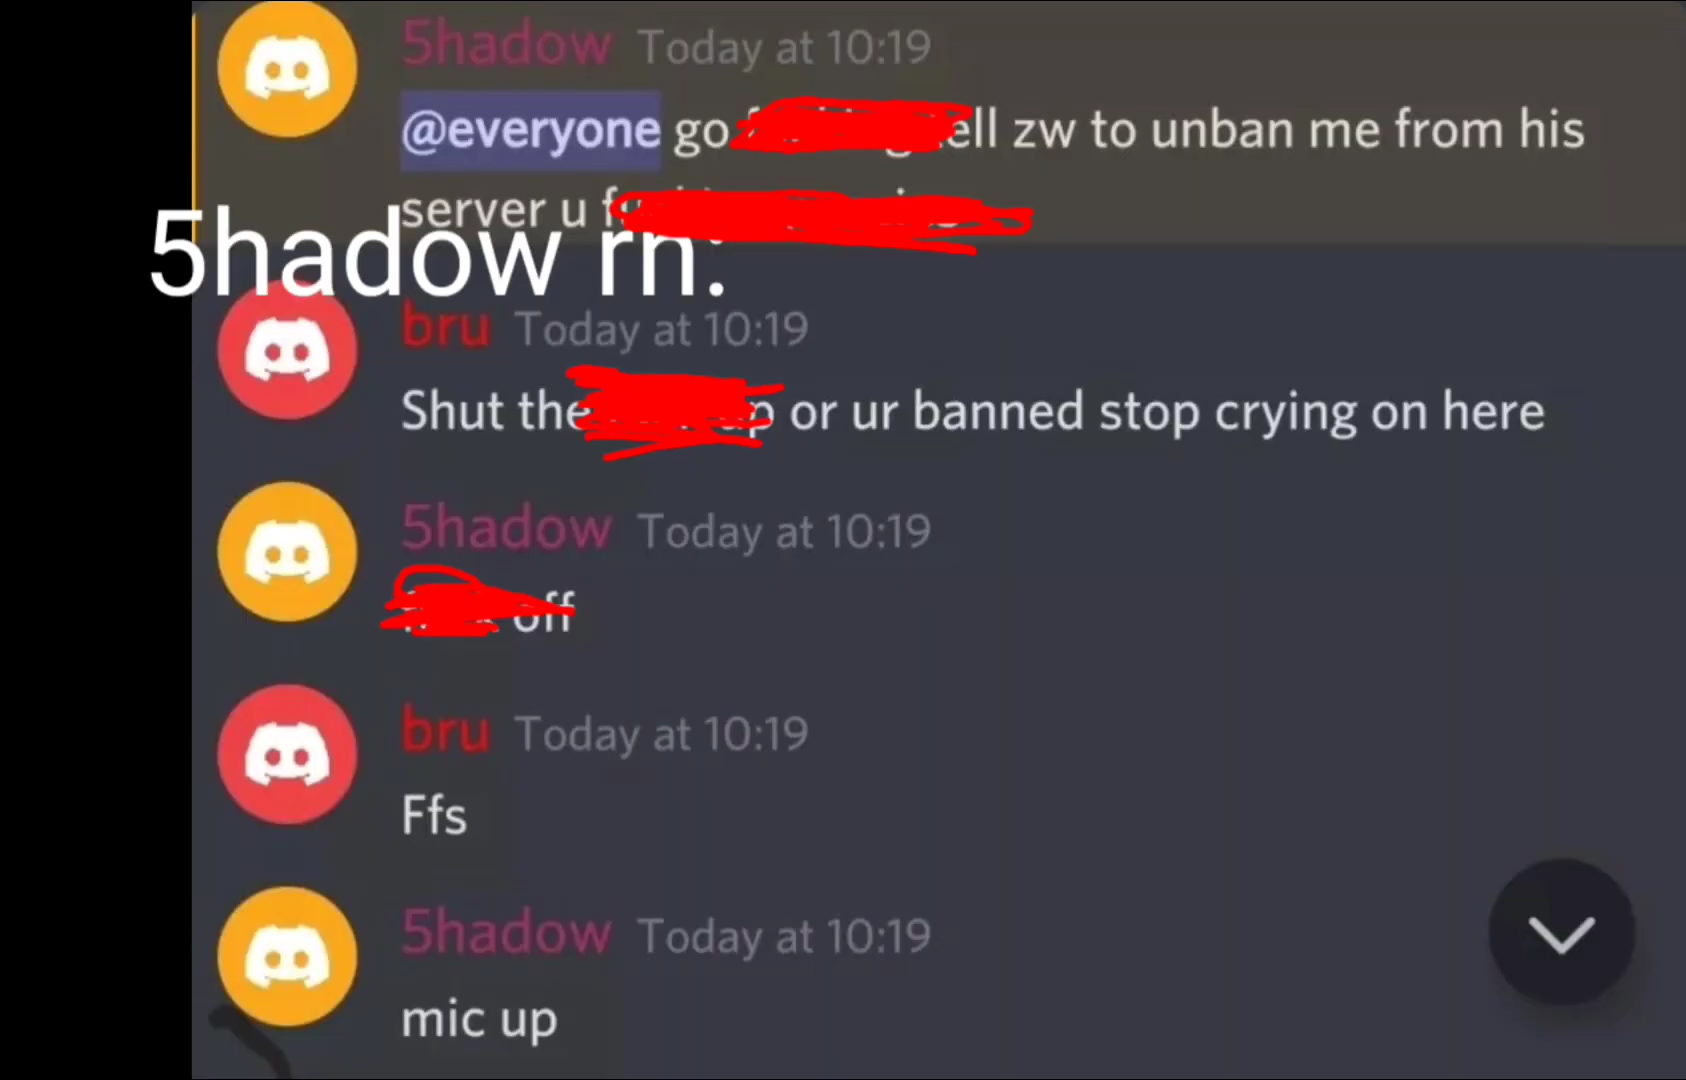 5hadow Today at 10:19
@everyone go ell zw to unban me from his
server u
5hadow rn:
bru Today at 10:19
Shut the or ur banned stop crying on here
5hadow Today at 10:19
off
bru Today at 10:19
Ffs
5hadow Today at 10:19
mic up